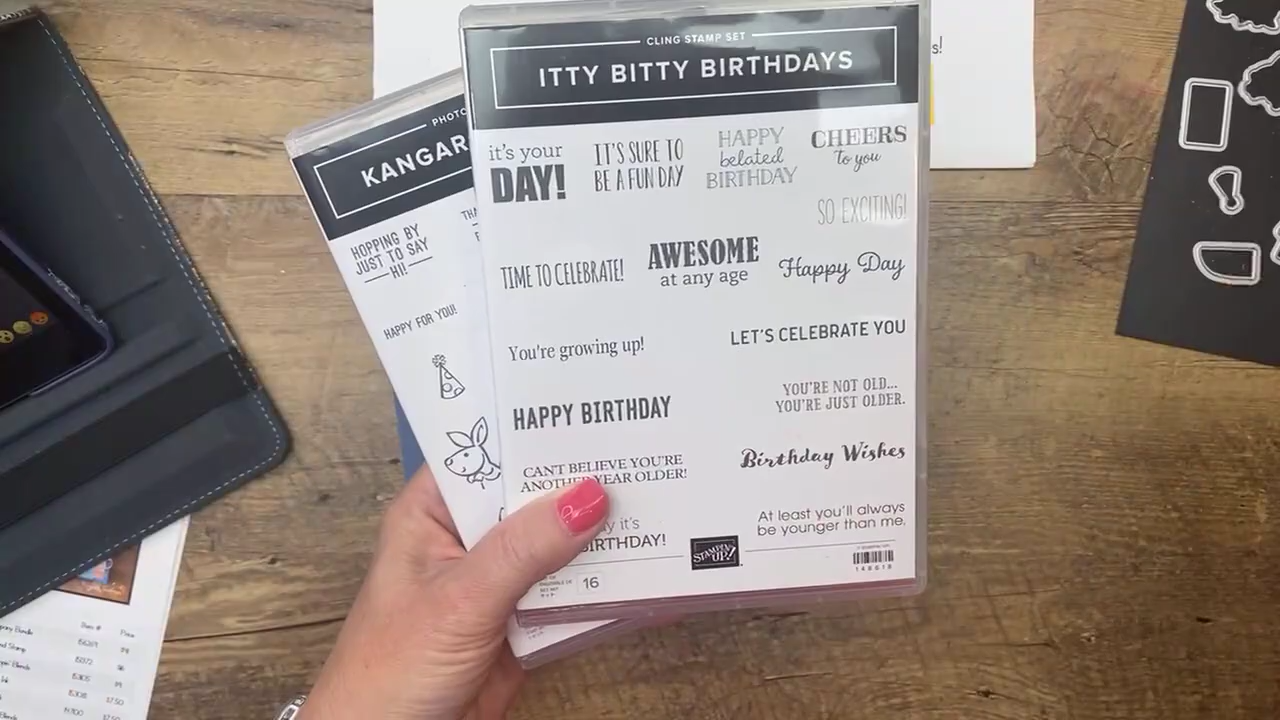 CLING STAMP SET
ITTY BITTY BIRTHDAYS
it's your
DAY!
IT'S SURE TO
BE A FUN DAY
HAPPY
belated
BIRTHDAY
CHEERS
to you
SO EXCITING!
TIME TO CELEBRATE!
AWESOME
at any age
Happy Day
You're growing up!
LET'S CELEBRATE YOU
HAPPY BIRTHDAY
YOU'RE NOT OLD...
YOU'RE JUST OLDER.
CAN'T BELIEVE YOU'RE
ANOTHER YEAR OLDER!
Birthday Wishes
it's
BIRTHDAY!
At least you'll always
be younger than me.
STAMPIN' UP!
16
148618
KANGAR
HOPPING BY
JUST TO SAY
HI!
HAPPY FOR YOU!
Item #
Price